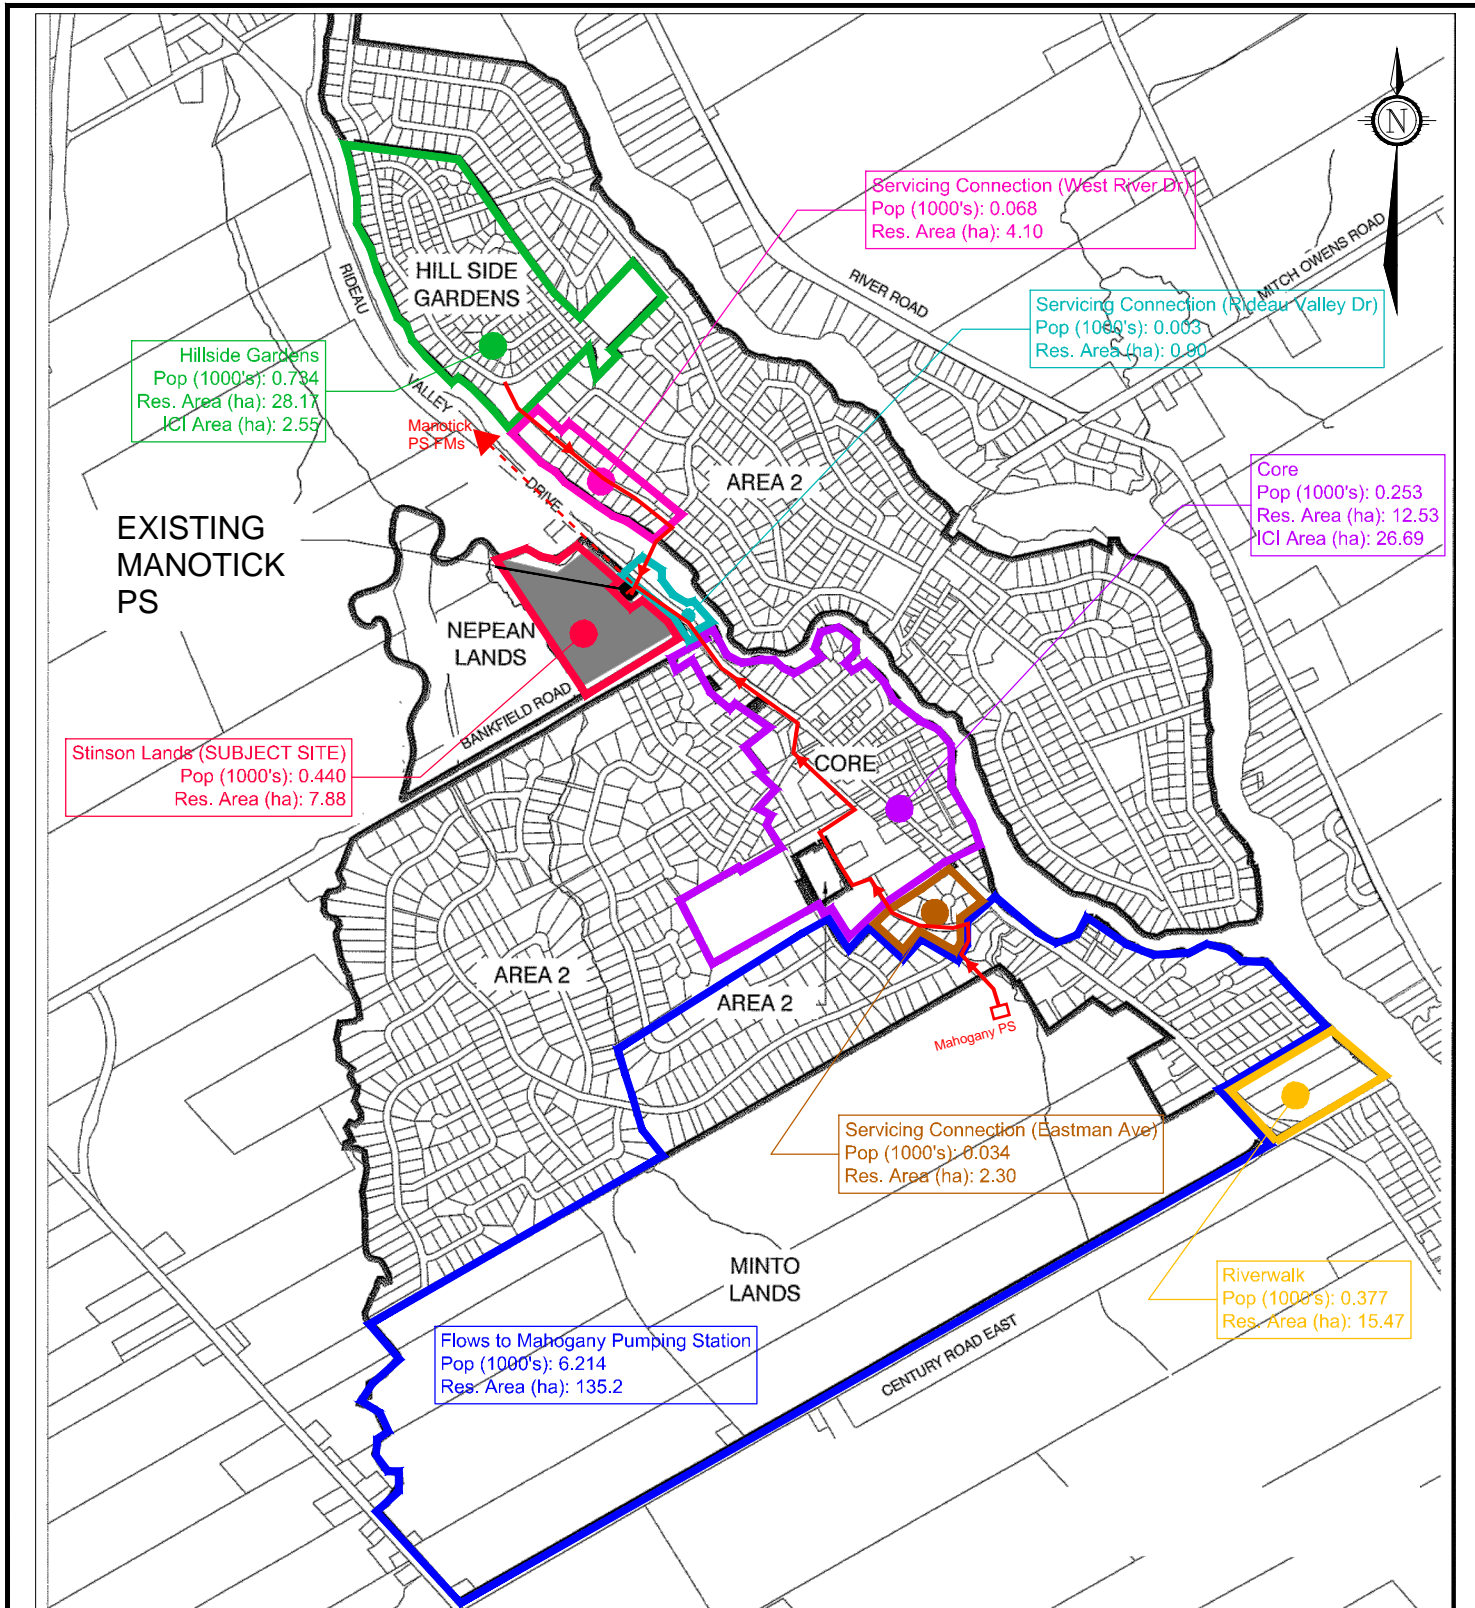 N
Servicing Connection (West River Dr)
Pop (1000's): 0.068
Res. Area (ha): 4.10
MITCH OWENS ROAD
RIVER ROAD
HILL SIDE
GARDENS
RIDEAU
VALLEY
DRIVE
Servicing Connection (Rideau Valley Dr)
Pop (1000's): 0.003
Res. Area (ha): 0.90
Hillside Gardens
Pop (1000's): 0.734
Res. Area (ha): 28.17
ICI Area (ha): 2.55
Manotick
PS FMs
AREA 2
Core
Pop (1000's): 0.253
Res. Area (ha): 12.53
ICI Area (ha): 26.69
EXISTING
MANOTICK
PS
NEPEAN
LANDS
BANKFIELD ROAD
Stinson Lands (SUBJECT SITE)
Pop (1000's): 0.440
Res. Area (ha): 7.88
CORE
AREA 2
AREA 2
Mahogany PS
Servicing Connection (Eastman Ave)
Pop (1000's): 0.034
Res. Area (ha): 2.30
MINTO
LANDS
Riverwalk
Pop (1000's): 0.377
Res. Area (ha): 15.47
Flows to Mahogany Pumping Station
Pop (1000's): 6.214
Res. Area (ha): 135.2
CENTURY ROAD EAST